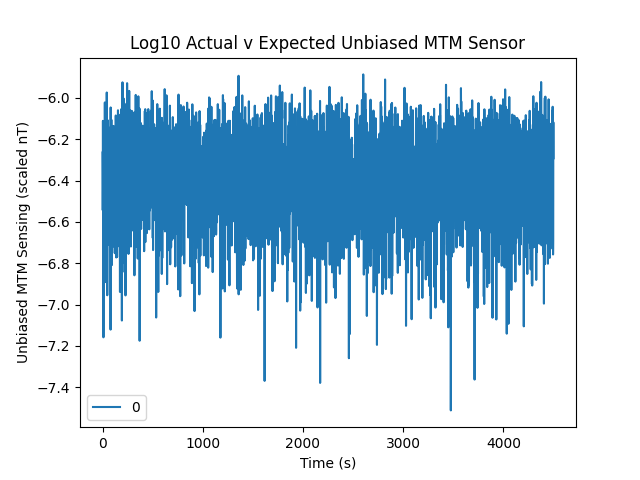 Log10 Actual v Expected Unbiased MTM Sensor
Unbiased MTM Sensing (scaled nT)
−6.0
−6.2
−6.4
−6.6
−6.8
−7.0
−7.2
−7.4
0
0 1000 2000 3000 4000
Time (s)